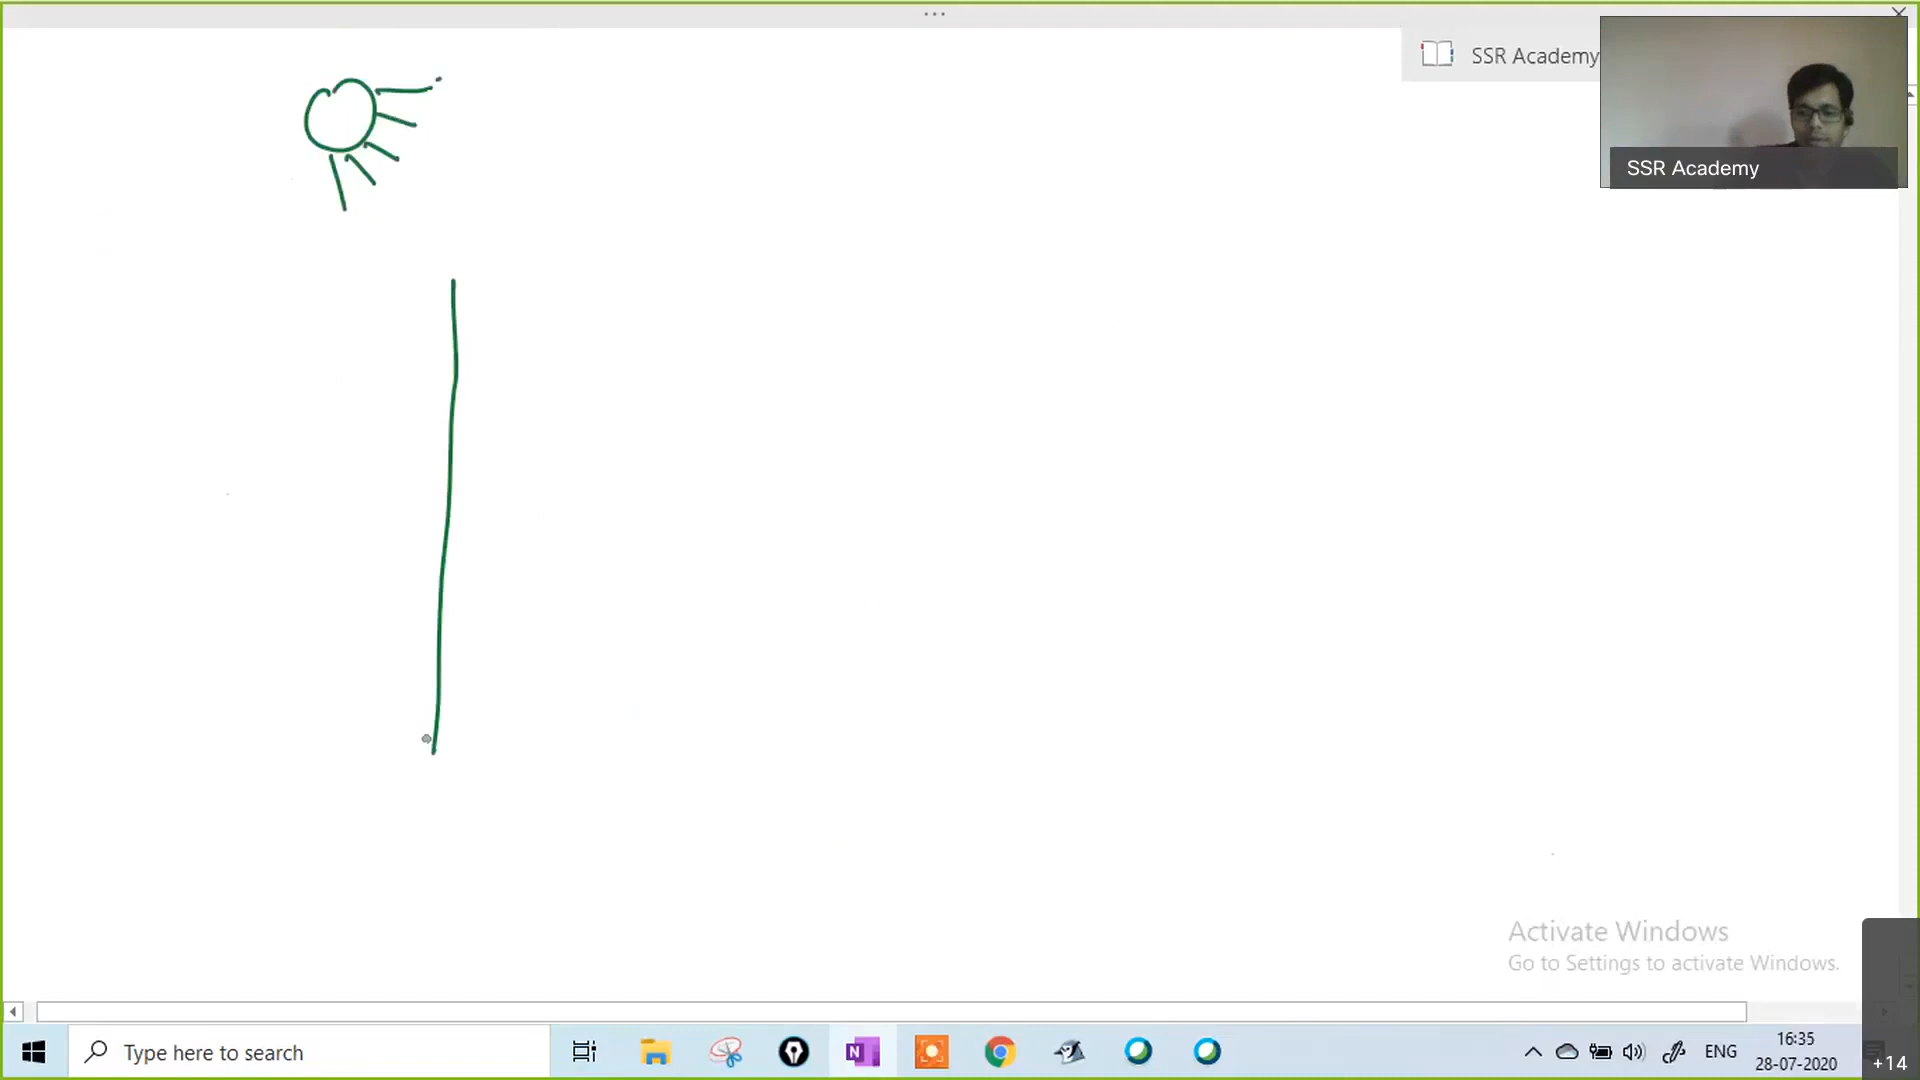 SSR Academy
SSR Academy
Activate Windows
Go to Settings to activate Windows.
Type here to search
N
ENG
16:35
28-07-2020
+14